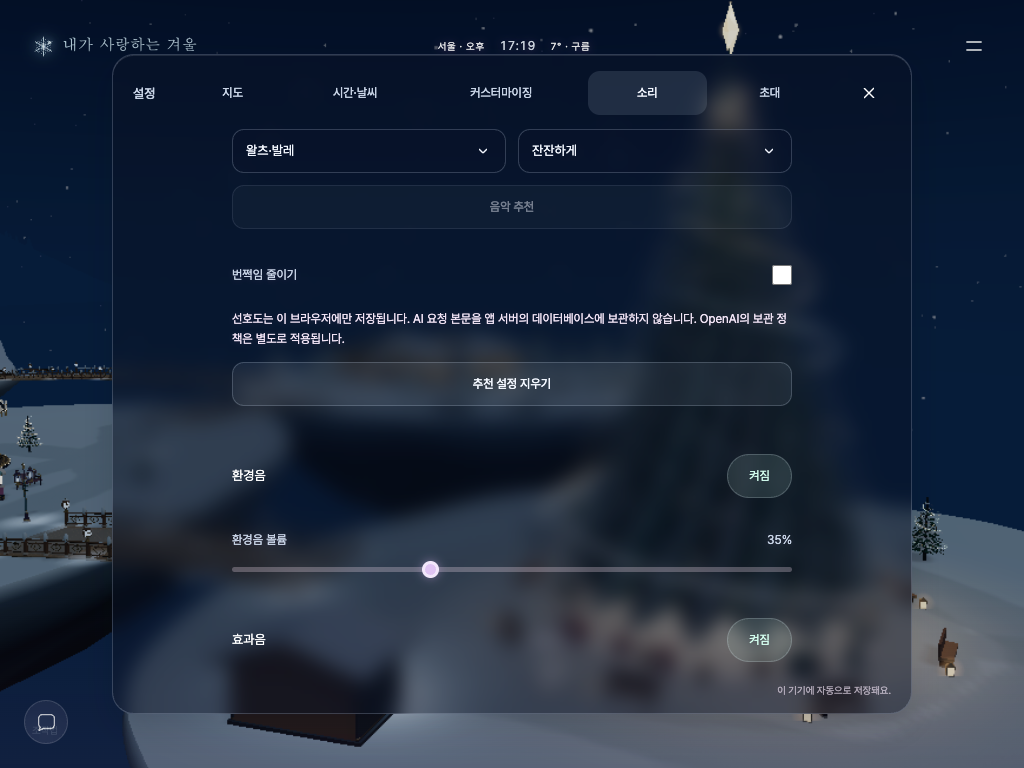 내가 사랑하는 겨울
서울 · 오후 17:19 7° · 구름
설정 지도 시간·날씨 커스터마이징 소리 초대
왈츠·발레 잔잔하게
음악 추천
번쩍임 줄이기
선호도는 이 브라우저에만 저장됩니다. AI 요청 본문을 앱 서버의 데이터베이스에 보관하지 않습니다. OpenAI의 보관 정
책은 별도로 적용됩니다.
추천 설정 지우기
환경음 켜짐
환경음 볼륨 35%
효과음 켜짐
이 기기에 자동으로 저장돼요.